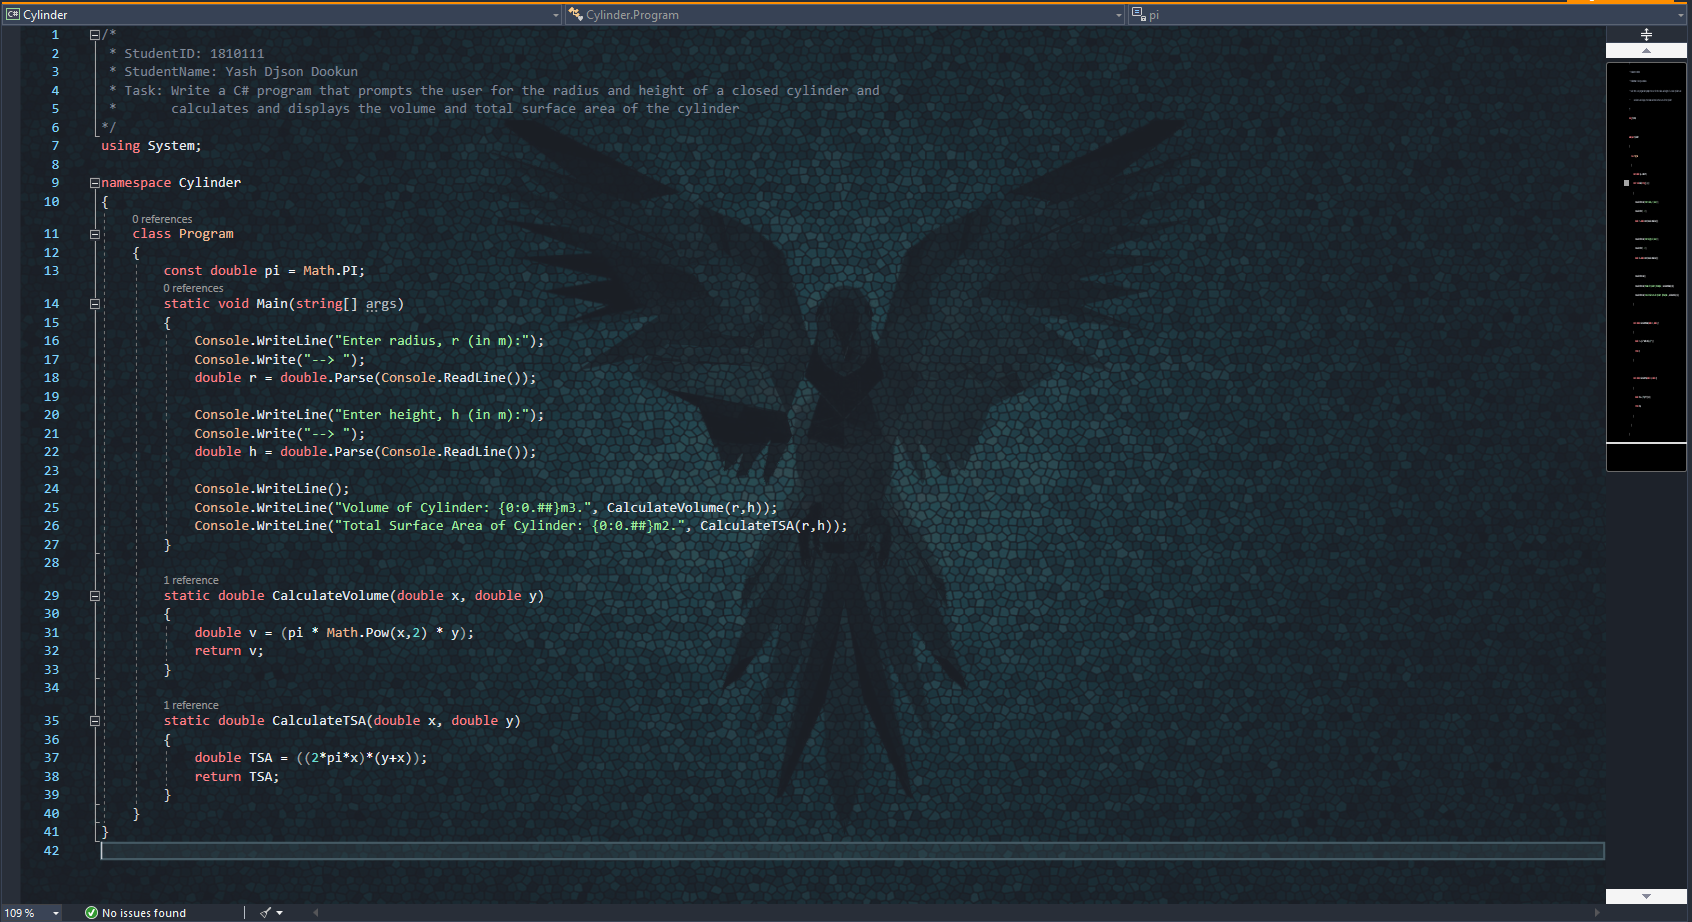 C# Cylinder Cylinder.Program pi
1 /*
2 * StudentID: 1810111
3 * StudentName: Yash Djson Dookun
4 * Task: Write a C# program that prompts the user for the radius and height of a closed cylinder and
5 * calculates and displays the volume and total surface area of the cylinder
6 */
7 using System;
8
9 namespace Cylinder
10 {
0 references
11 class Program
12 {
13 const double pi = Math.PI;
0 references
14 static void Main(string[] args)
15 {
16 Console.WriteLine("Enter radius, r (in m):");
17 Console.Write("--> ");
18 double r = double.Parse(Console.ReadLine());
19
20 Console.WriteLine("Enter height, h (in m):");
21 Console.Write("--> ");
22 double h = double.Parse(Console.ReadLine());
23
24 Console.WriteLine();
25 Console.WriteLine("Volume of Cylinder: {0:0.##}m3.", CalculateVolume(r,h));
26 Console.WriteLine("Total Surface Area of Cylinder: {0:0.##}m2.", CalculateTSA(r,h));
27 }
28
1 reference
29 static double CalculateVolume(double x, double y)
30 {
31 double v = (pi * Math.Pow(x,2) * y);
32 return v;
33 }
34
1 reference
35 static double CalculateTSA(double x, double y)
36 {
37 double TSA = ((2*pi*x)*(y+x));
38 return TSA;
39 }
40 }
41 }
42
109 % No issues found